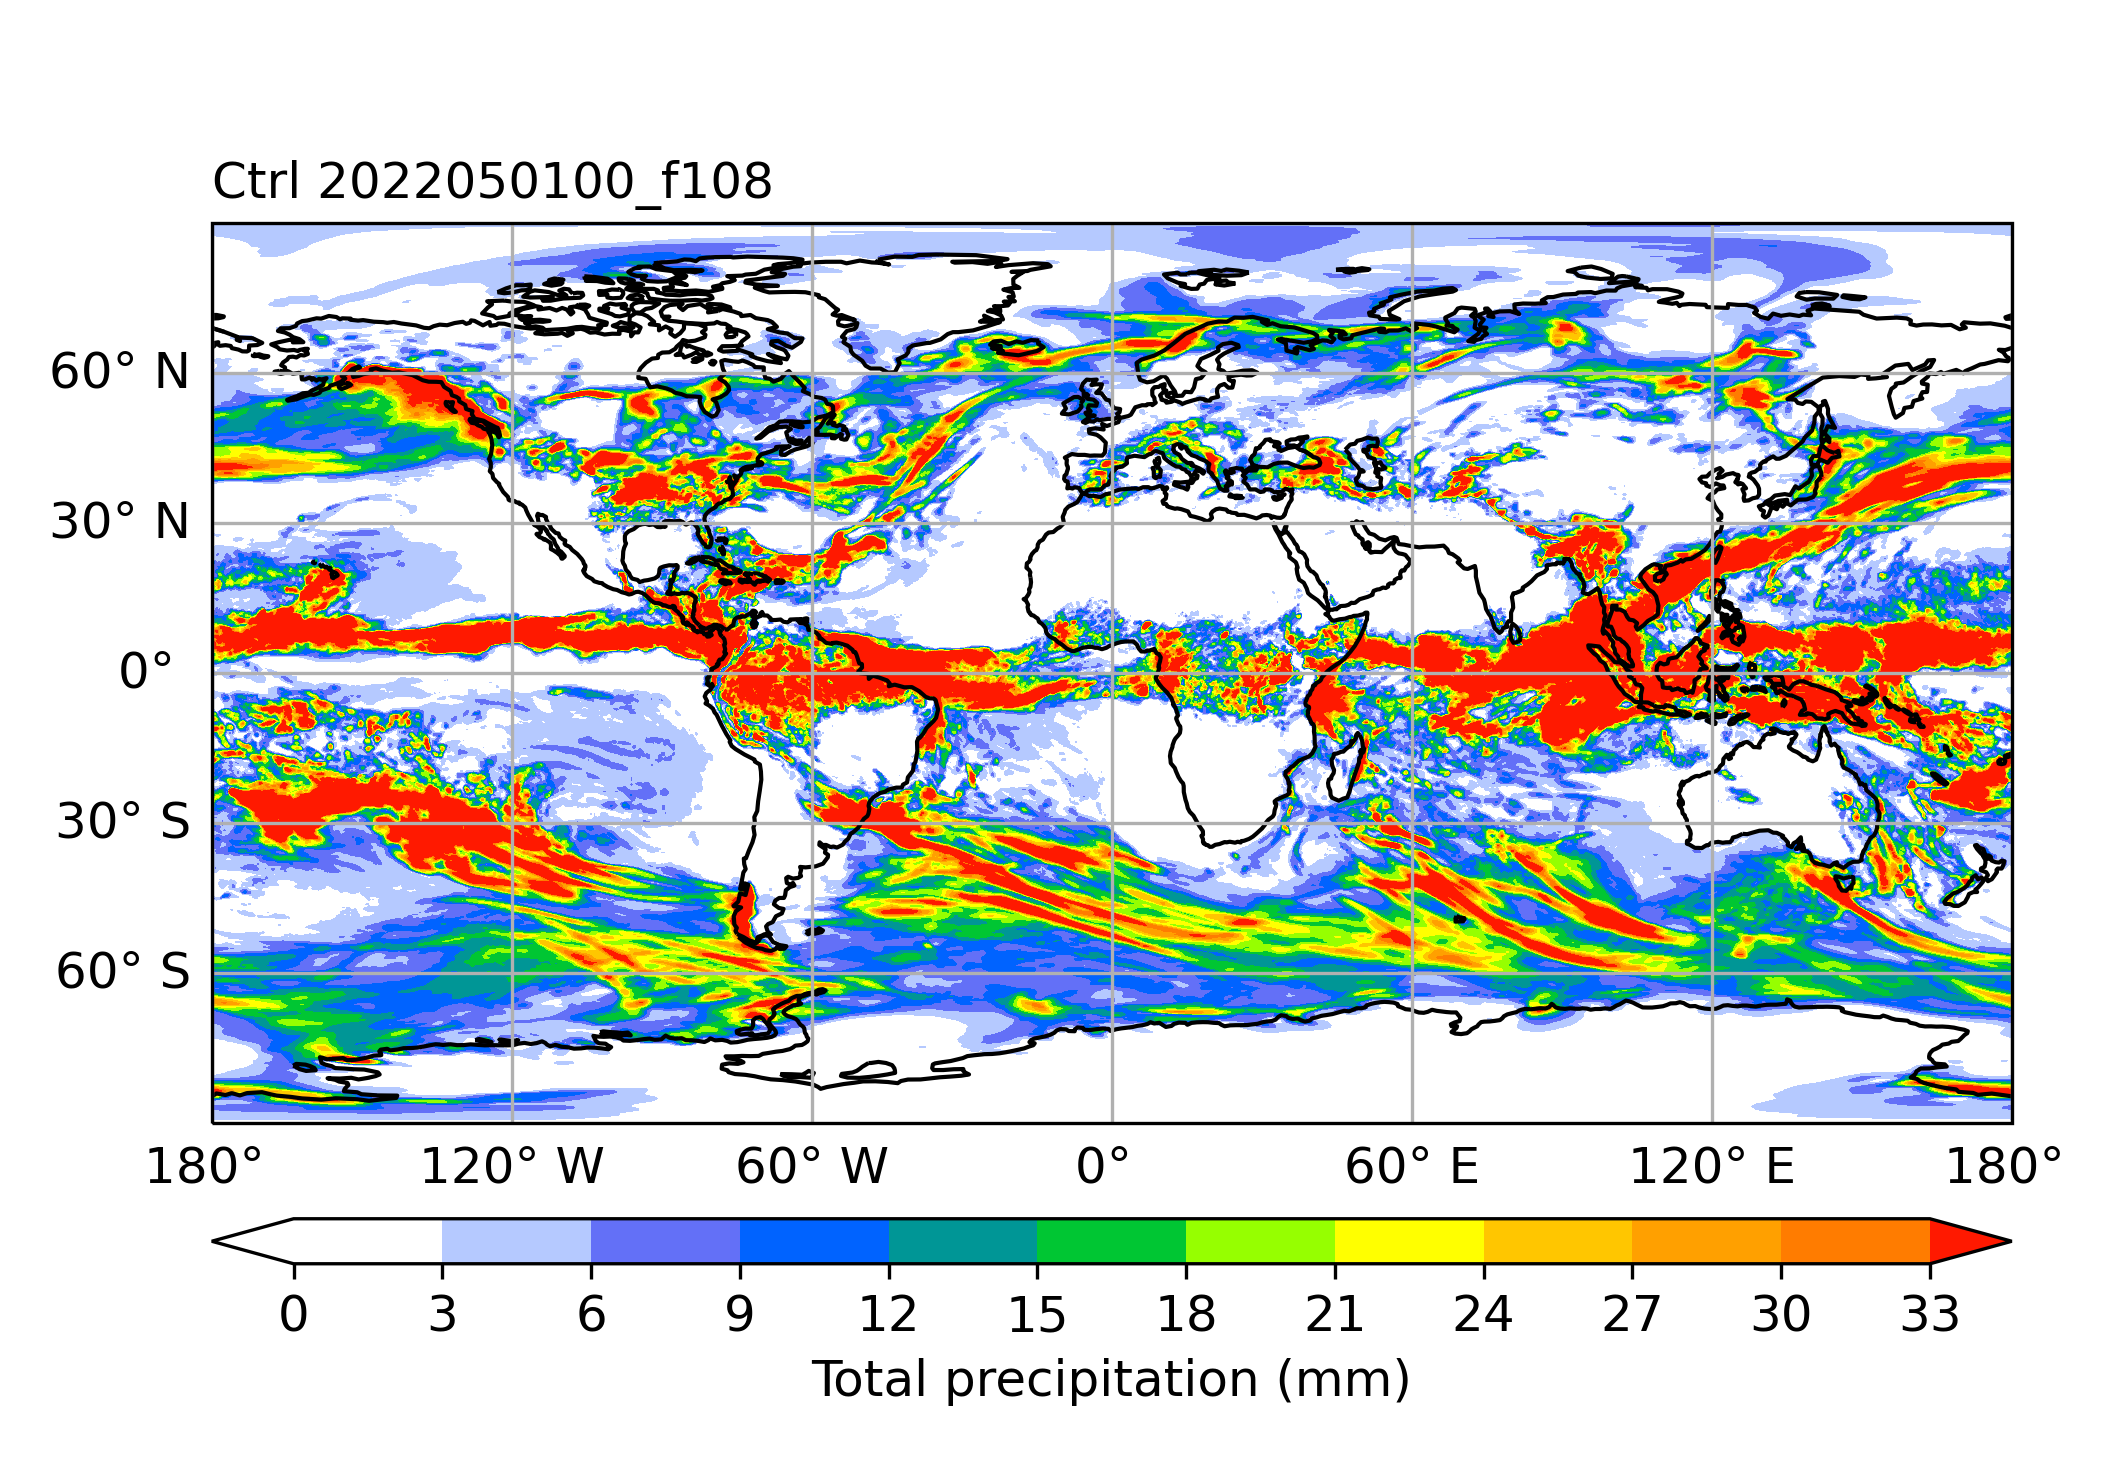 Ctrl 2022050100_f108
60° N
30° N
0°
30° S
60° S
180° 120° W 60° W 0° 60° E 120° E 180°
0 3 6 9 12 15 18 21 24 27 30 33
Total precipitation (mm)